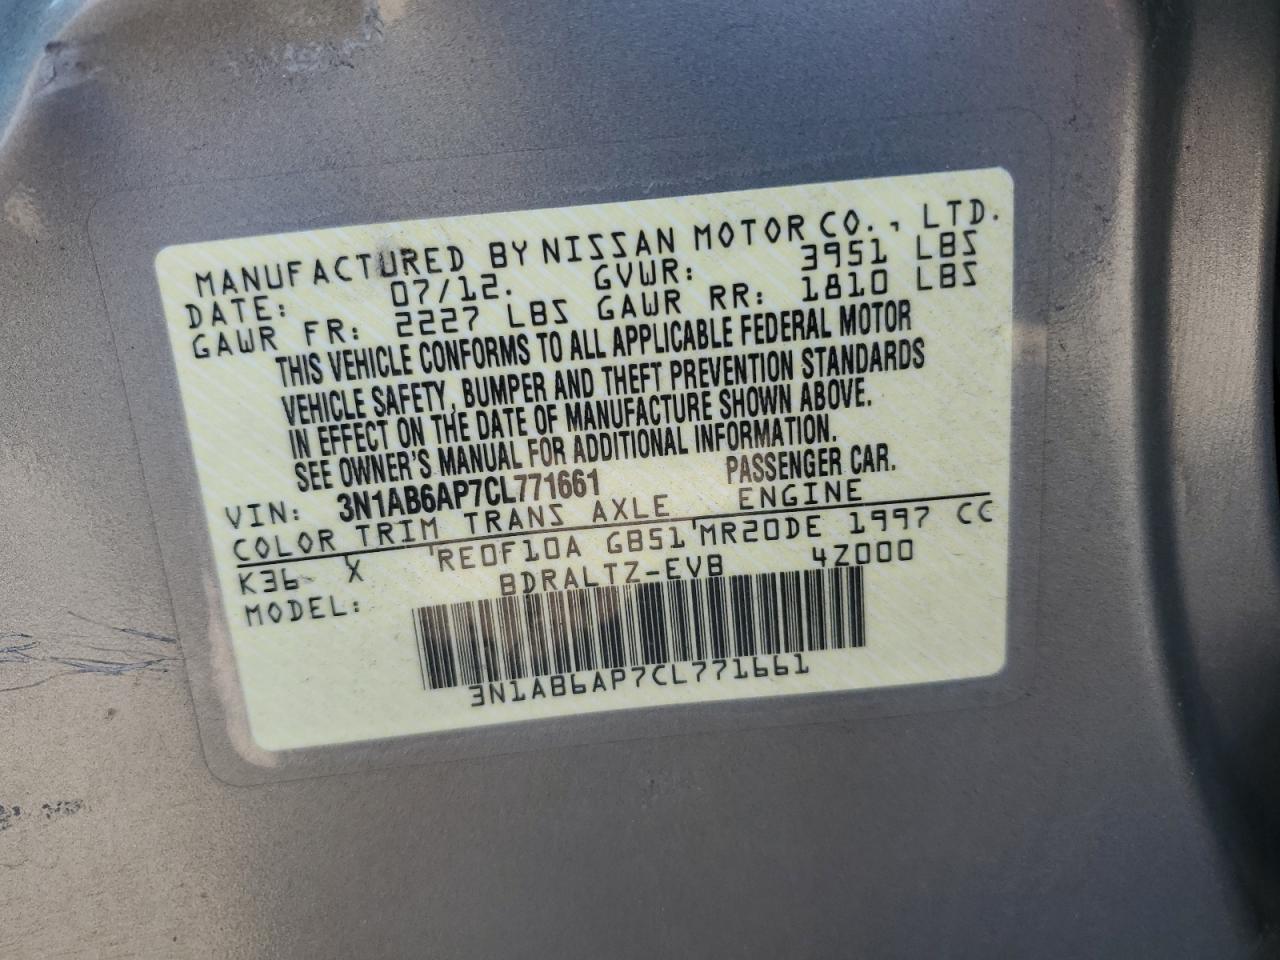 MANUFACTURED BY NISSAN MOTOR CO., LTD.
DATE: 07/12. GVWR: 3951 LBS
GAWR FR: 2227 LBS GAWR RR: 1810 LBS
THIS VEHICLE CONFORMS TO ALL APPLICABLE FEDERAL MOTOR
VEHICLE SAFETY, BUMPER AND THEFT PREVENTION STANDARDS
IN EFFECT ON THE DATE OF MANUFACTURE SHOWN ABOVE.
SEE OWNER'S MANUAL FOR ADDITIONAL INFORMATION.
VIN: 3N1AB6AP7CL771661 PASSENGER CAR.
COLOR TRIM TRANS AXLE ENGINE
K36 X RE0F10A GB51 MR20DE 1997 CC
MODEL: BDRALTZ-EVB 4Z000
3N1AB6AP7CL771661